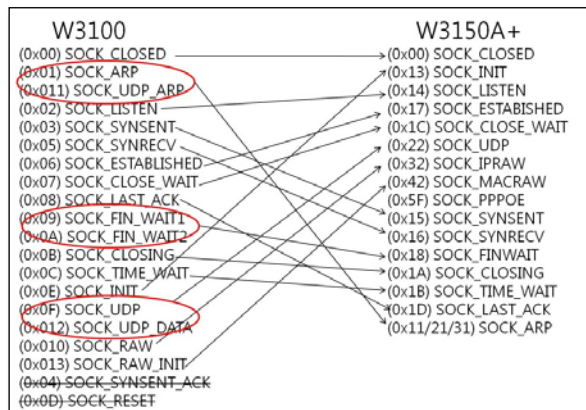 W3100
(0x00) SOCK_CLOSED
(0x01) SOCK_ARP
(0x011) SOCK_UDP_ARP
(0x02) SOCK_LISTEN
(0x03) SOCK_SYNSENT
(0x05) SOCK_SYNRECV
(0x06) SOCK_ESTABLISHED
(0x07) SOCK_CLOSE_WAIT
(0x08) SOCK_LAST_ACK
(0x09) SOCK_FIN_WAIT1
(0x0A) SOCK_FIN_WAIT2
(0x0B) SOCK_CLOSING
(0x0C) SOCK_TIME_WAIT
(0x0E) SOCK_INIT
(0x0F) SOCK_UDP
(0x012) SOCK_UDP_DATA
(0x010) SOCK_RAW
(0x013) SOCK_RAW_INIT
(0x04) SOCK_SYNSENT_ACK
(0x0D) SOCK_RESET
W3150A+
(0x00) SOCK_CLOSED
(0x13) SOCK_INIT
(0x14) SOCK_LISTEN
(0x17) SOCK_ESTABISHED
(0x1C) SOCK_CLOSE_WAIT
(0x22) SOCK_UDP
(0x32) SOCK_IPRAW
(0x42) SOCK_MACRAW
(0x5F) SOCK_PPPOE
(0x15) SOCK_SYNSENT
(0x16) SOCK_SYNRECV
(0x18) SOCK_FINWAIT
(0x1A) SOCK_CLOSING
(0x1B) SOCK_TIME_WAIT
(0x1D) SOCK_LAST_ACK
(0x11/21/31) SOCK_ARP